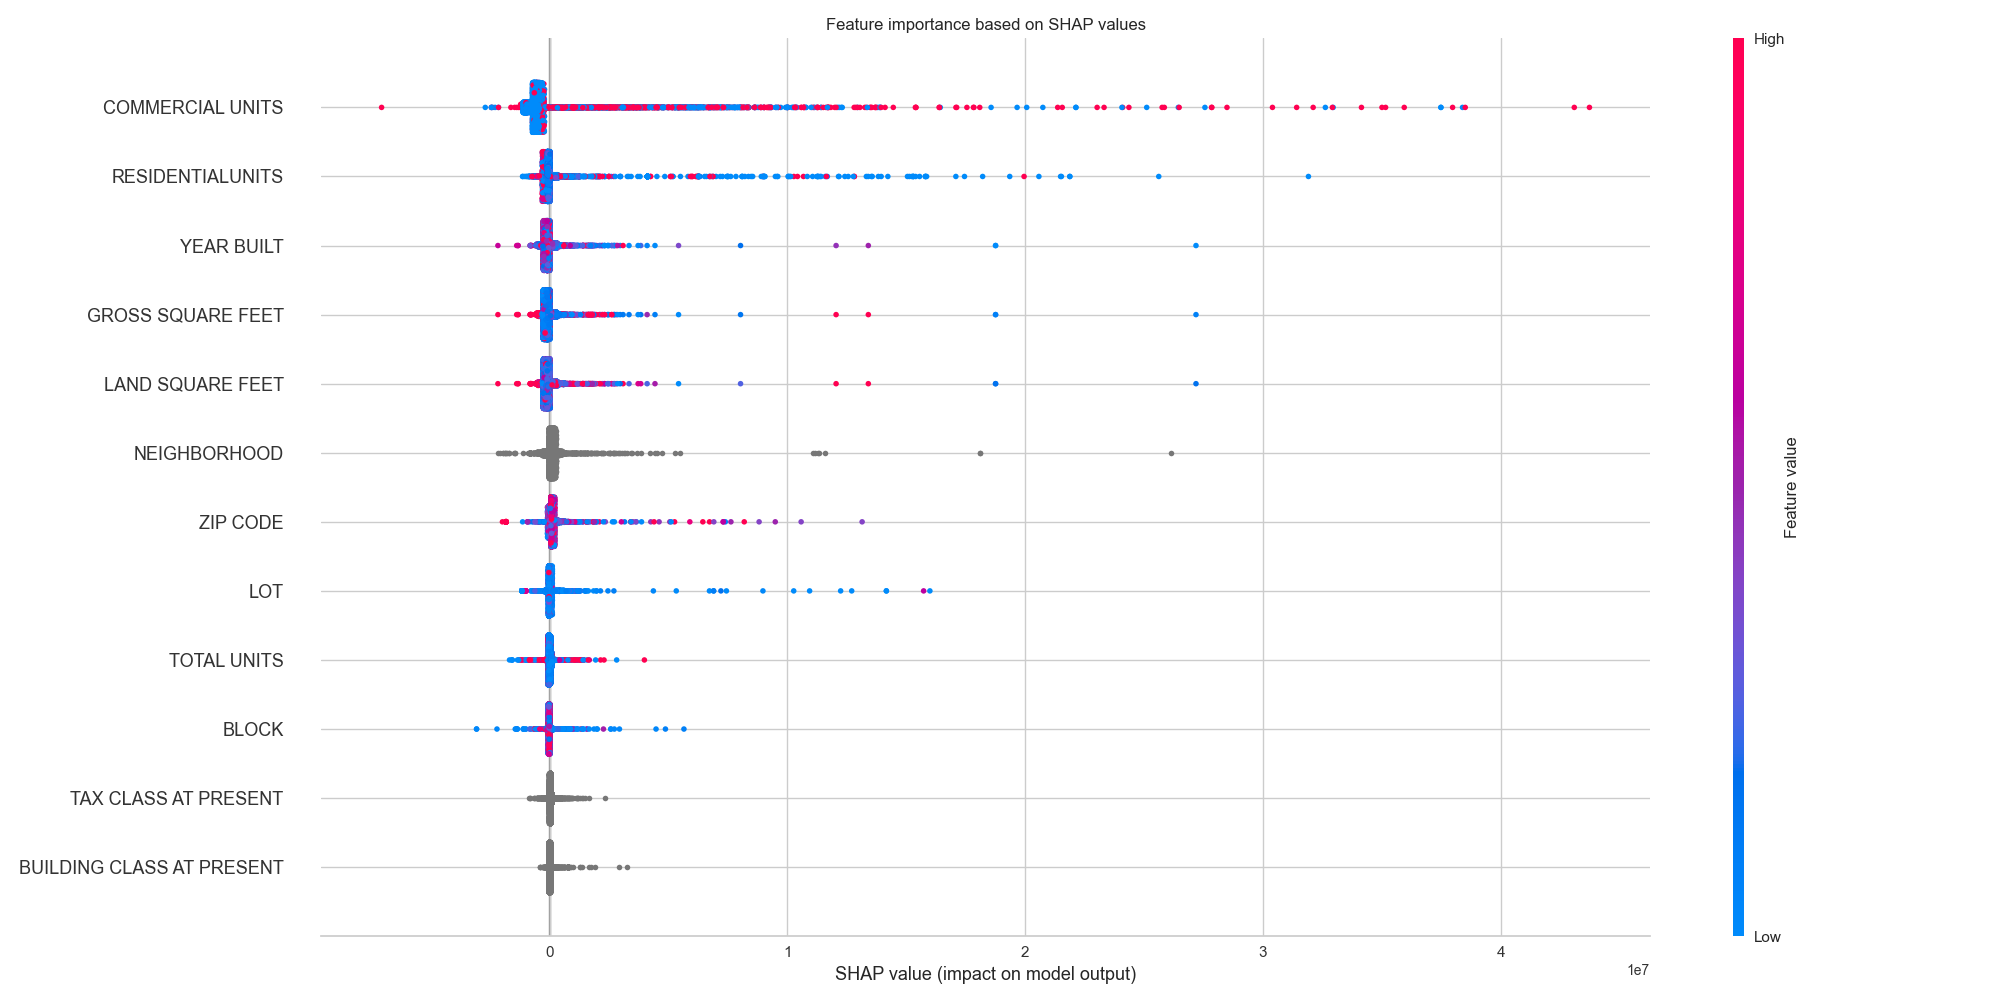 Feature importance based on SHAP values
High
COMMERCIAL UNITS
RESIDENTIALUNITS
YEAR BUILT
GROSS SQUARE FEET
LAND SQUARE FEET
NEIGHBORHOOD
ZIP CODE
LOT
TOTAL UNITS
BLOCK
TAX CLASS AT PRESENT
BUILDING CLASS AT PRESENT
Feature value
Low
0 1 2 3 4
1e7
SHAP value (impact on model output)